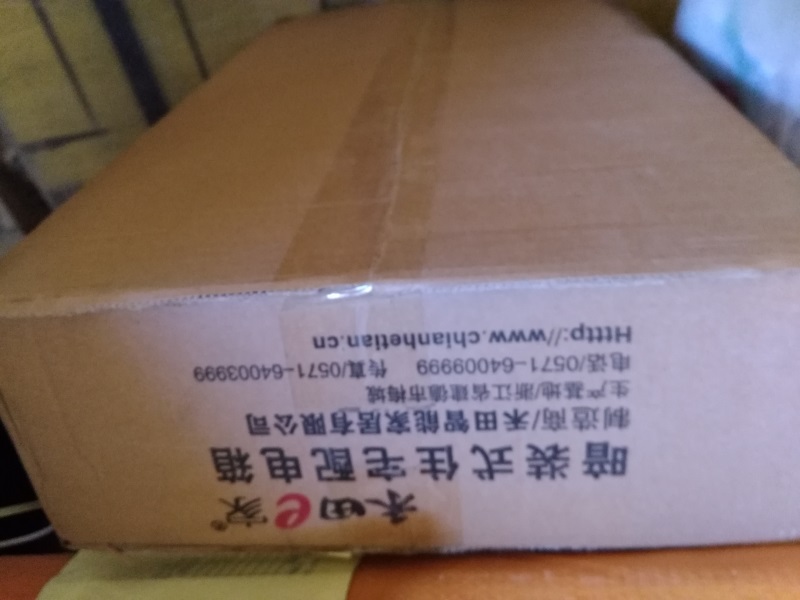 禾田e家®
暗装式住宅配电箱
制造商/禾田智能家居有限公司
生产基地/浙江省建德市梅城
电话/0571-64009999 传真/0571-64003999
Htttp://www.chianhetian.cn